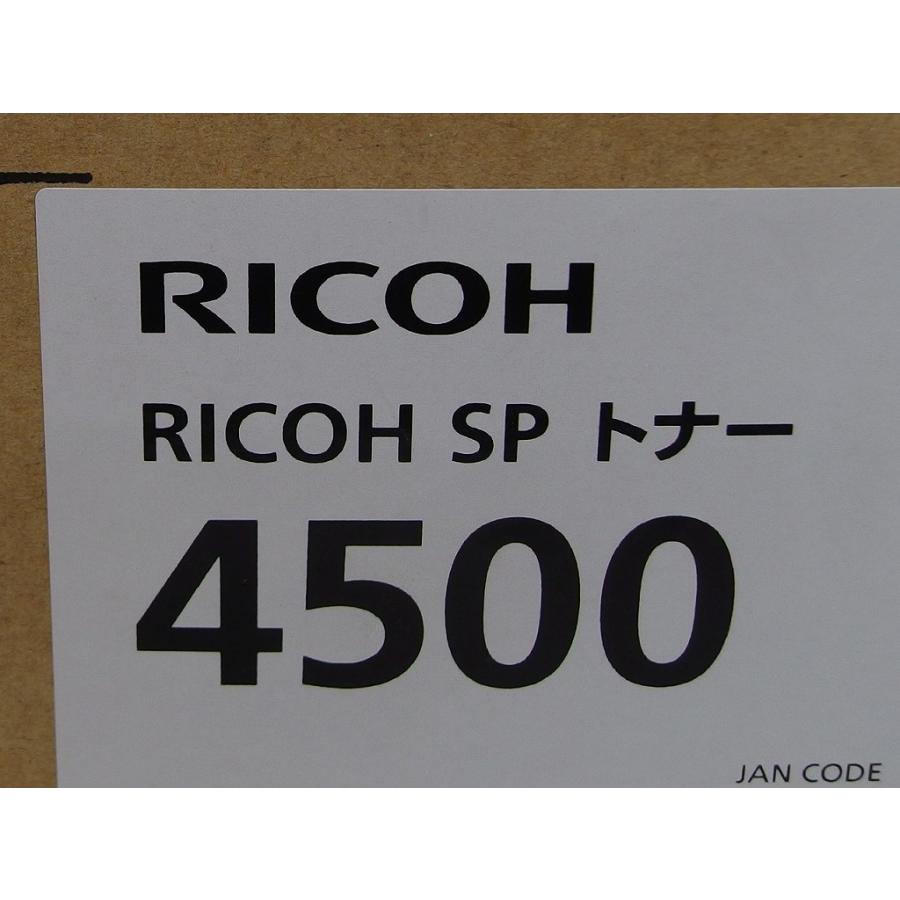 RICOH
RICOH SP トナー
4500
JAN CODE